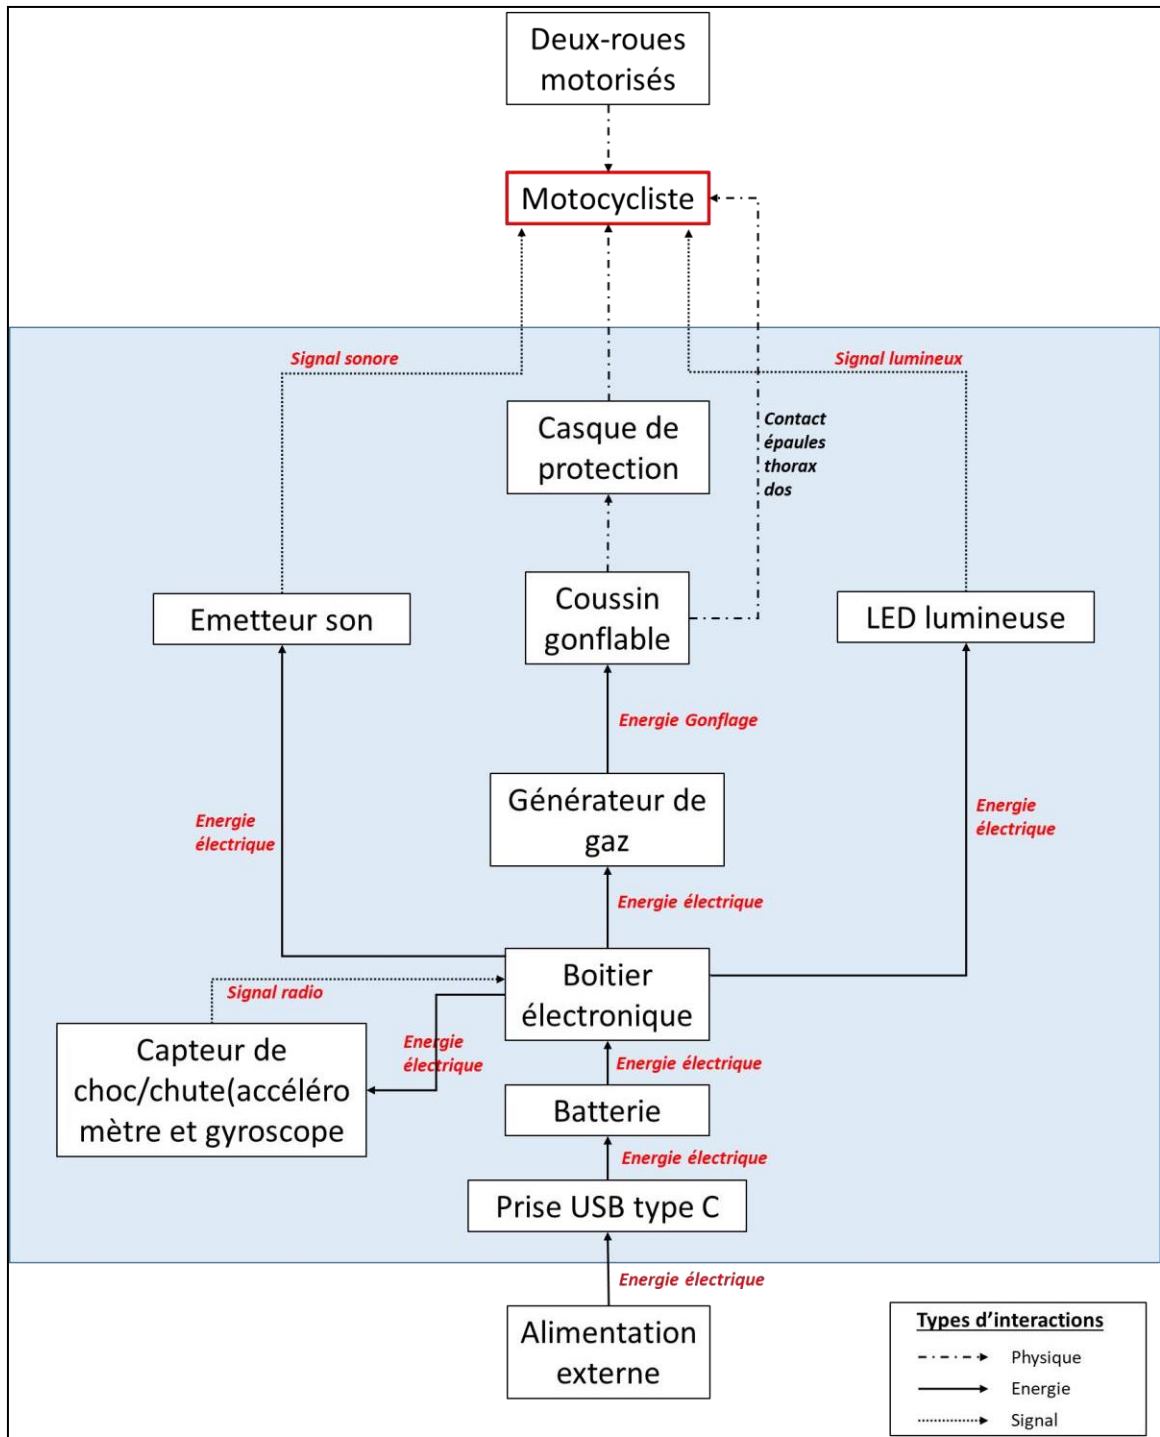 Deux-roues
motorisés
Motocycliste
Signal sonore
Signal lumineux
Casque de
protection
Contact
épaules
thorax
dos
Emetteur son
Coussin
gonflable
LED lumineuse
Energie Gonflage
Générateur de
gaz
Energie
électrique
Energie
électrique
Energie électrique
Boitier
électronique
Signal radio
Capteur de
choc/chute(accéléro
mètre et gyroscope
Energie
électrique
Energie électrique
Batterie
Energie électrique
Prise USB type C
Energie électrique
Alimentation
externe
Types d'interactions
Physique
Energie
Signal